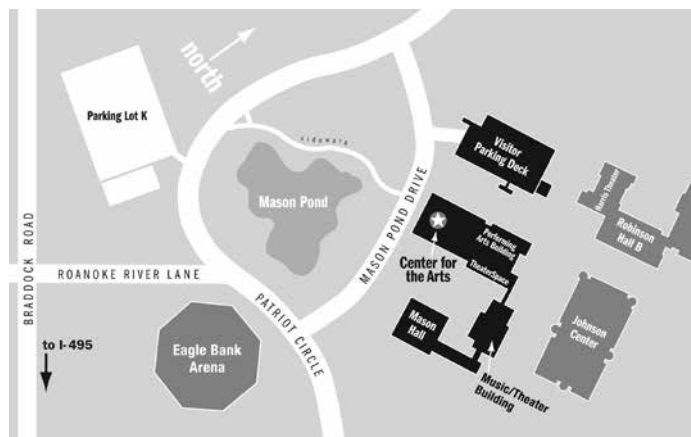 north
Parking Lot K
sidewalk
Visitor
Parking Deck
Mason Pond
MASON POND DRIVE
Harris Theater
Robinson
Hall B
Performing
Arts Building
TheaterSpace
Center for
the Arts
BRADDOCK ROAD
ROANOKE RIVER LANE
PATRIOT CIRCLE
Mason
Hall
Johnson
Center
to I-495
Eagle Bank
Arena
Music/Theater
Building